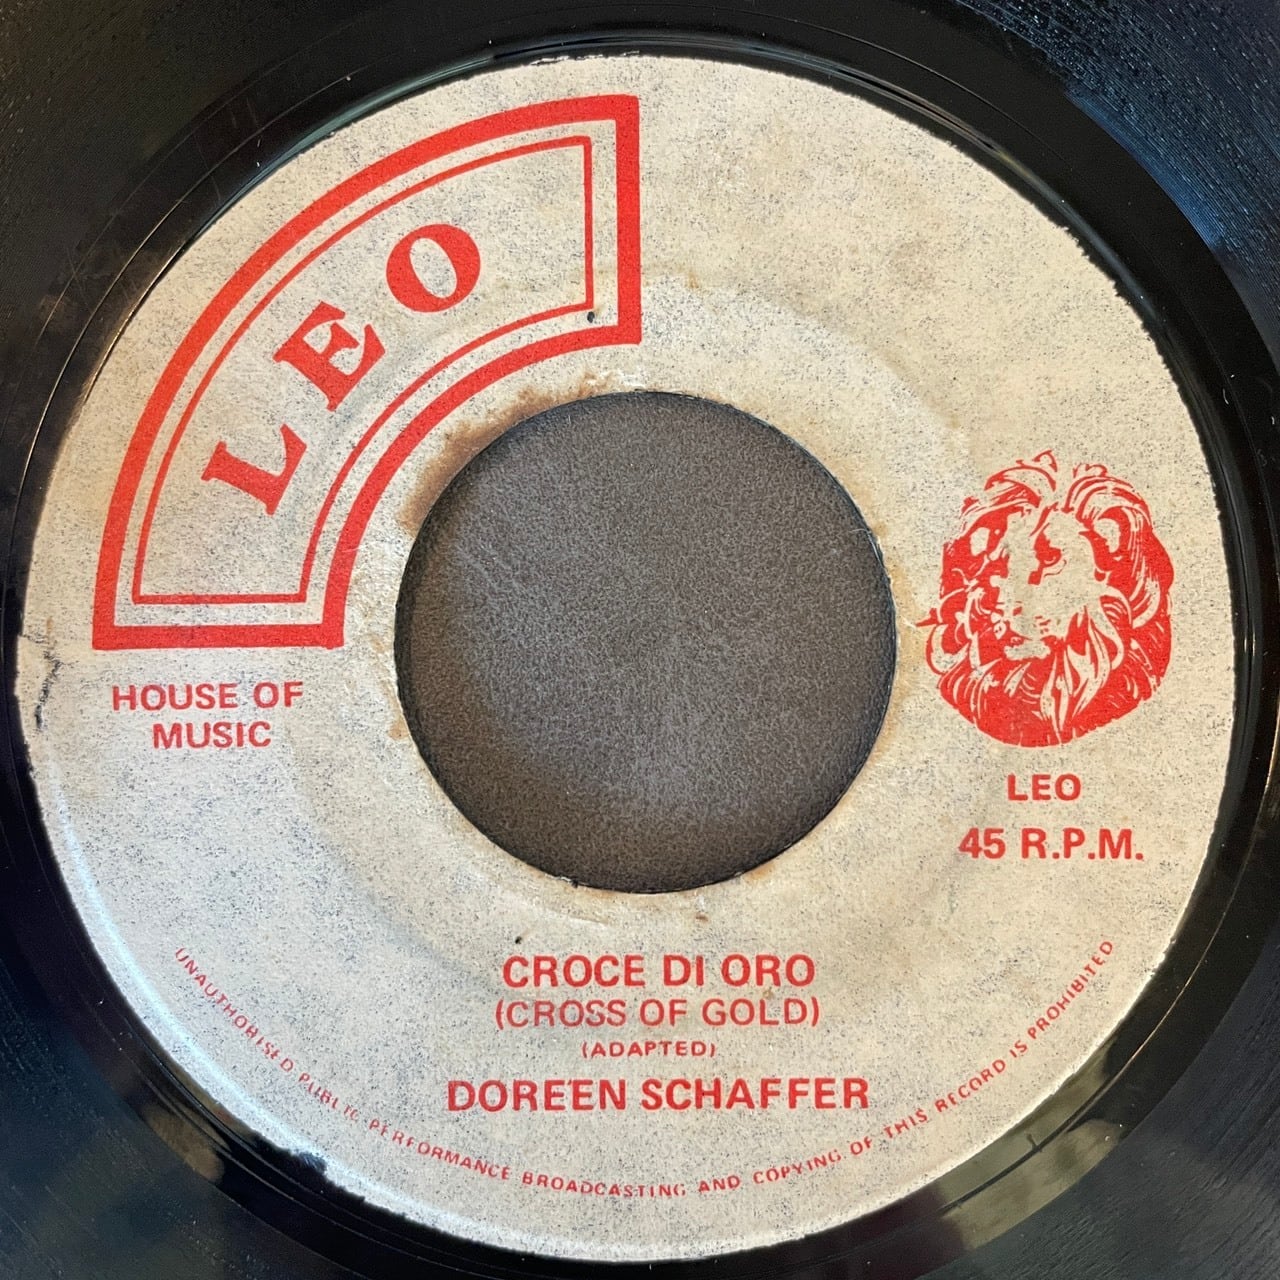 LEO
HOUSE OF
MUSIC
LEO
45 R.P.M.
CROCE DI ORO
(CROSS OF GOLD)
(ADAPTED)
DOREEN SCHAFFER
UNAUTHORISED PUBLIC PERFORMANCE BROADCASTING AND COPYING OF THIS RECORD IS PROHIBITED